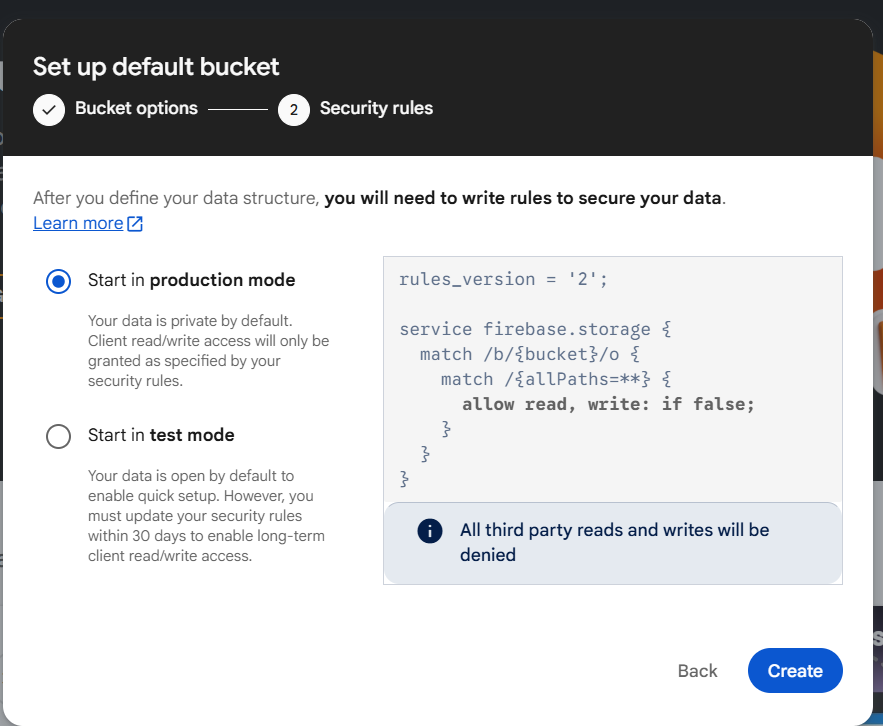 Set up default bucket
Bucket options
2 Security rules
After you define your data structure, you will need to write rules to secure your data.
Learn more
Start in production mode
Your data is private by default.
Client read/write access will only be
granted as specified by your
security rules.
Start in test mode
Your data is open by default to
enable quick setup. However, you
must update your security rules
within 30 days to enable long-term
client read/write access.
rules_version = '2';
service firebase.storage {
  match /b/{bucket}/o {
    match /{allPaths=**} {
      allow read, write: if false;
    }
  }
}
All third party reads and writes will be
denied
Back
Create